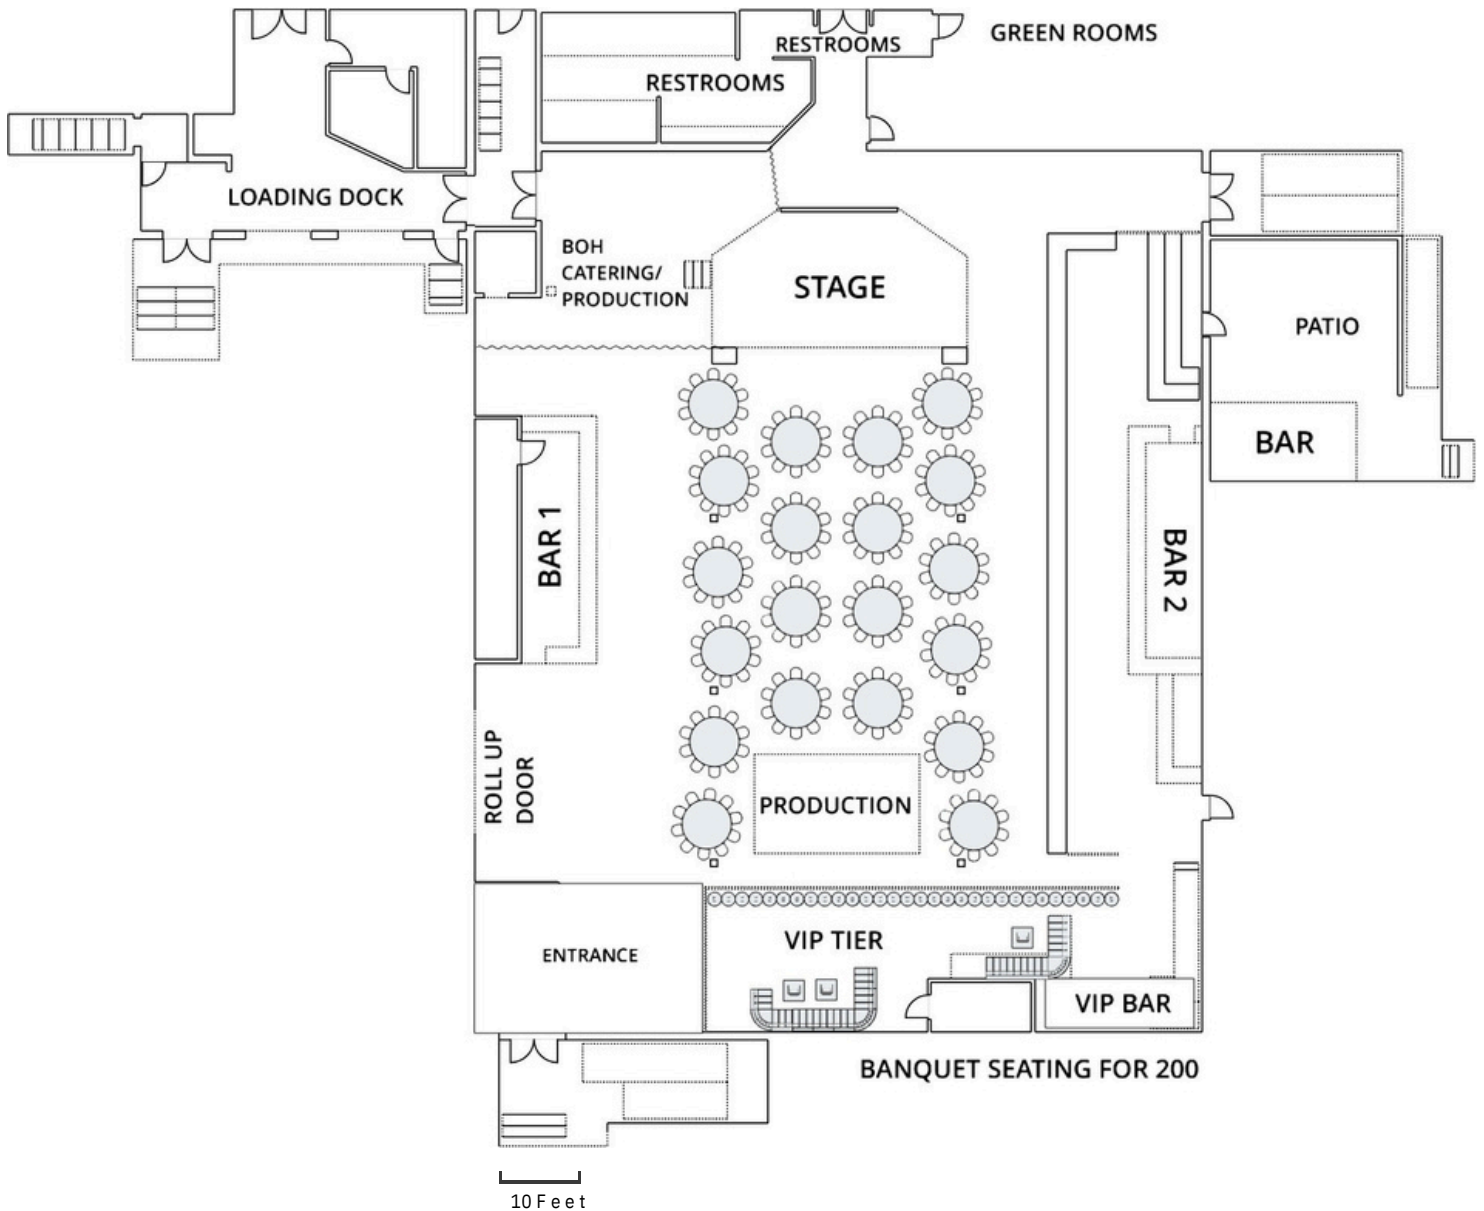 GREEN ROOMS
RESTROOMS
RESTROOMS
LOADING DOCK
BOH
CATERING/
PRODUCTION
STAGE
PATIO
BAR
BAR 1
BAR 2
ROLL UP
DOOR
PRODUCTION
VIP TIER
ENTRANCE
VIP BAR
BANQUET SEATING FOR 200
10 Feet